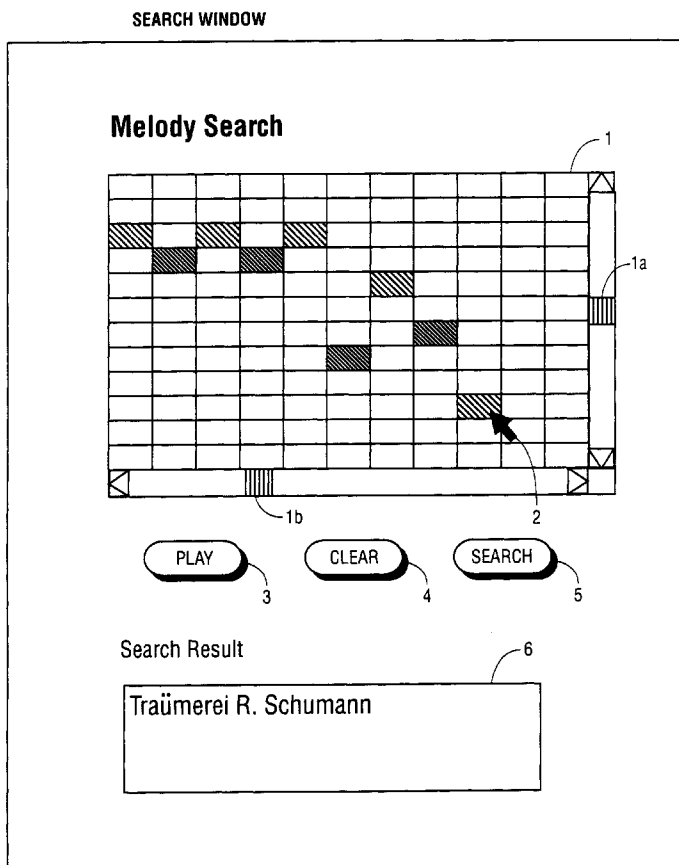 SEARCH WINDOW
Melody Search
1
1a
1b
2
PLAY
CLEAR
SEARCH
3
4
5
Search Result
6
Traümerei R. Schumann